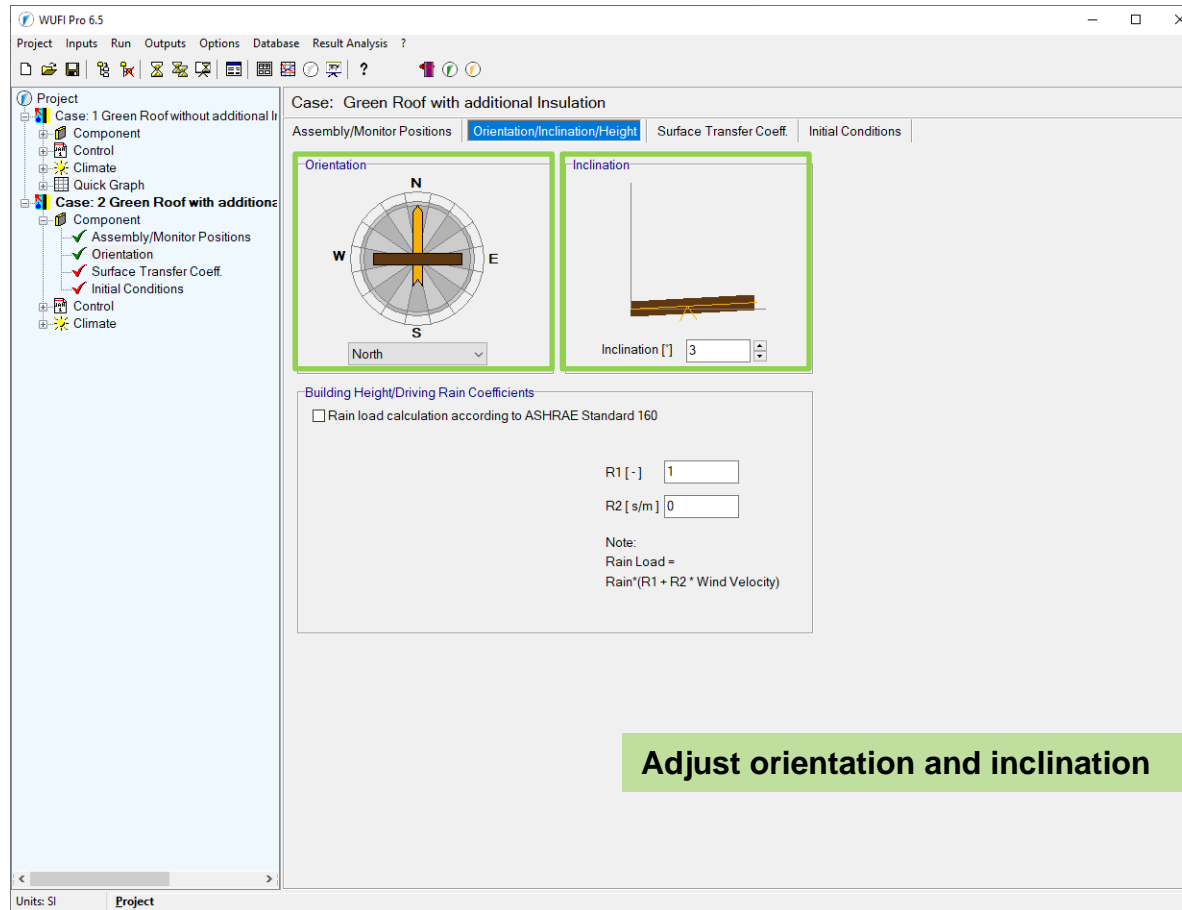 WUFI Pro 6.5
Project Inputs Run Outputs Options Database Result Analysis ?
Project
Case: 1 Green Roof without additional Ir
Component
Control
Climate
Quick Graph
Case: 2 Green Roof with additiona
Component
Assembly/Monitor Positions
Orientation
Surface Transfer Coeff.
Initial Conditions
Control
Climate
Case: Green Roof with additional Insulation
Assembly/Monitor Positions Orientation/Inclination/Height Surface Transfer Coeff. Initial Conditions
Orientation
N
W
E
S
North
Inclination
Inclination [°] 3
Building Height/Driving Rain Coefficients
Rain load calculation according to ASHRAE Standard 160
R1 [ - ] 1
R2 [ s/m ] 0
Note:
Rain Load =
Rain*(R1 + R2 * Wind Velocity)
Adjust orientation and inclination
Units: SI Project